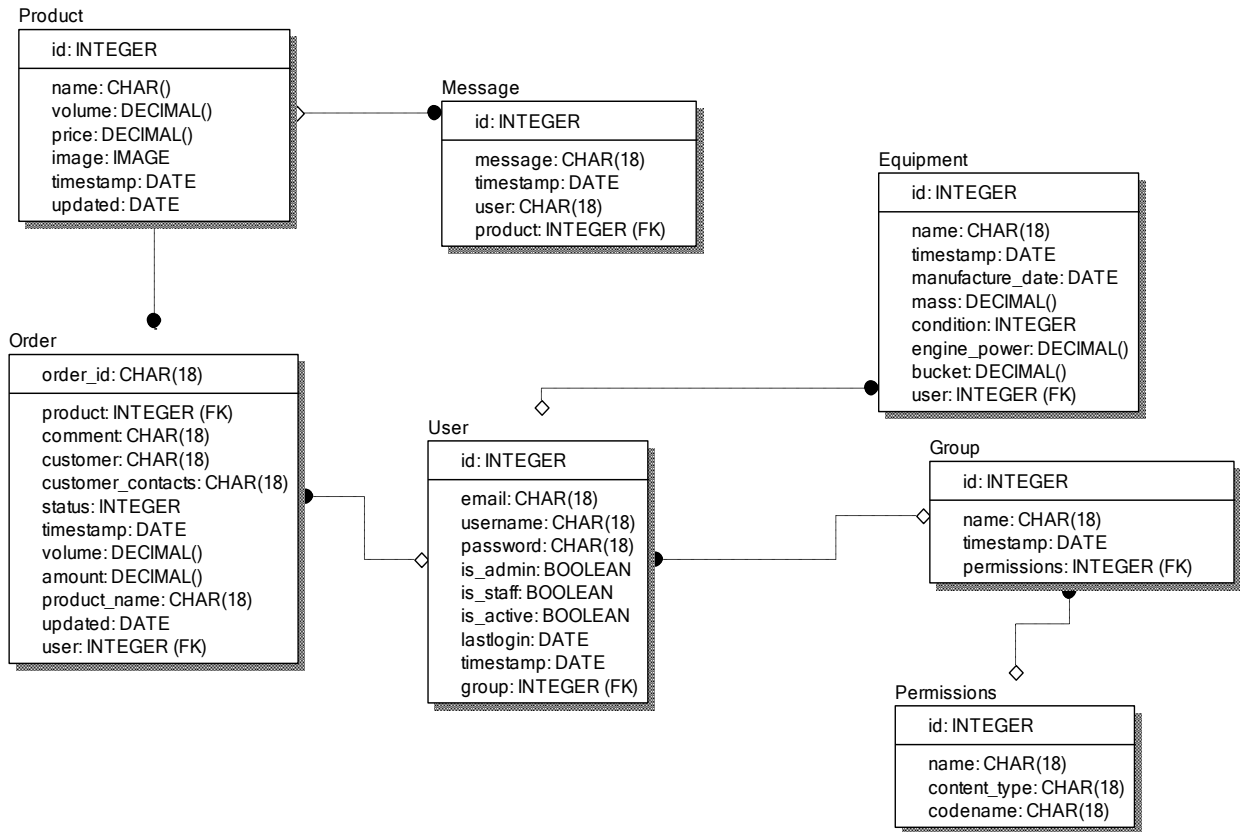 Product
id: INTEGER
name: CHAR()
volume: DECIMAL()
price: DECIMAL()
image: IMAGE
timestamp: DATE
updated: DATE
Message
id: INTEGER
message: CHAR(18)
timestamp: DATE
user: CHAR(18)
product: INTEGER (FK)
Equipment
id: INTEGER
name: CHAR(18)
timestamp: DATE
manufacture_date: DATE
mass: DECIMAL()
condition: INTEGER
engine_power: DECIMAL()
bucket: DECIMAL()
user: INTEGER (FK)
Order
order_id: CHAR(18)
product: INTEGER (FK)
comment: CHAR(18)
customer: CHAR(18)
customer_contacts: CHAR(18)
status: INTEGER
timestamp: DATE
volume: DECIMAL()
amount: DECIMAL()
product_name: CHAR(18)
updated: DATE
user: INTEGER (FK)
User
id: INTEGER
email: CHAR(18)
username: CHAR(18)
password: CHAR(18)
is_admin: BOOLEAN
is_staff: BOOLEAN
is_active: BOOLEAN
lastlogin: DATE
timestamp: DATE
group: INTEGER (FK)
Group
id: INTEGER
name: CHAR(18)
timestamp: DATE
permissions: INTEGER (FK)
Permissions
id: INTEGER
name: CHAR(18)
content_type: CHAR(18)
codename: CHAR(18)